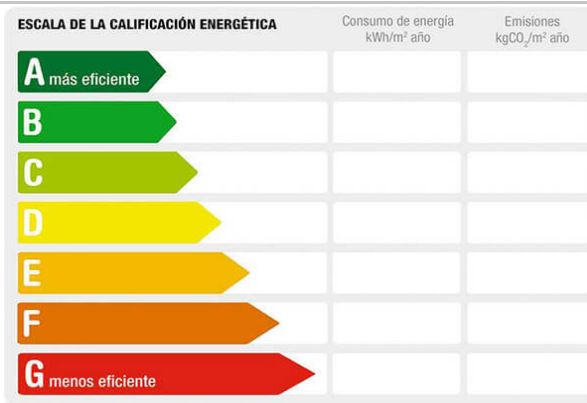 ESCALA DE LA CALIFICACIÓN ENERGÉTICA
Consumo de energía
kWh/m² año
Emisiones
kgCO₂/m² año
A más eficiente
B
C
D
E
F
G menos eficiente